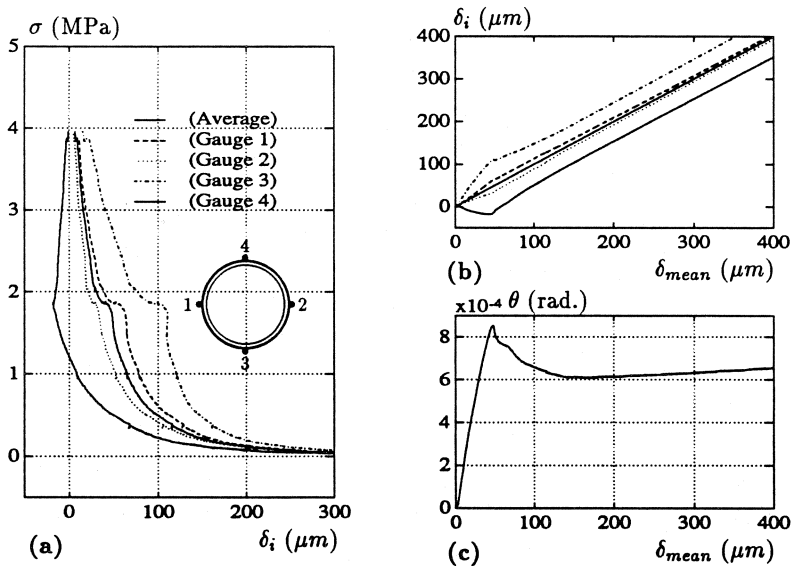 σ (MPa)
5
4
3
2
1
0
0
100
200
300
(a)
δi (μm)
(Average)
(Gauge 1)
(Gauge 2)
(Gauge 3)
(Gauge 4)
4
1
2
3
δi (μm)
400
300
200
100
0
0
100
200
300
400
(b)
δmean (μm)
x10-4 θ (rad.)
8
6
4
2
0
0
100
200
300
400
(c)
δmean (μm)